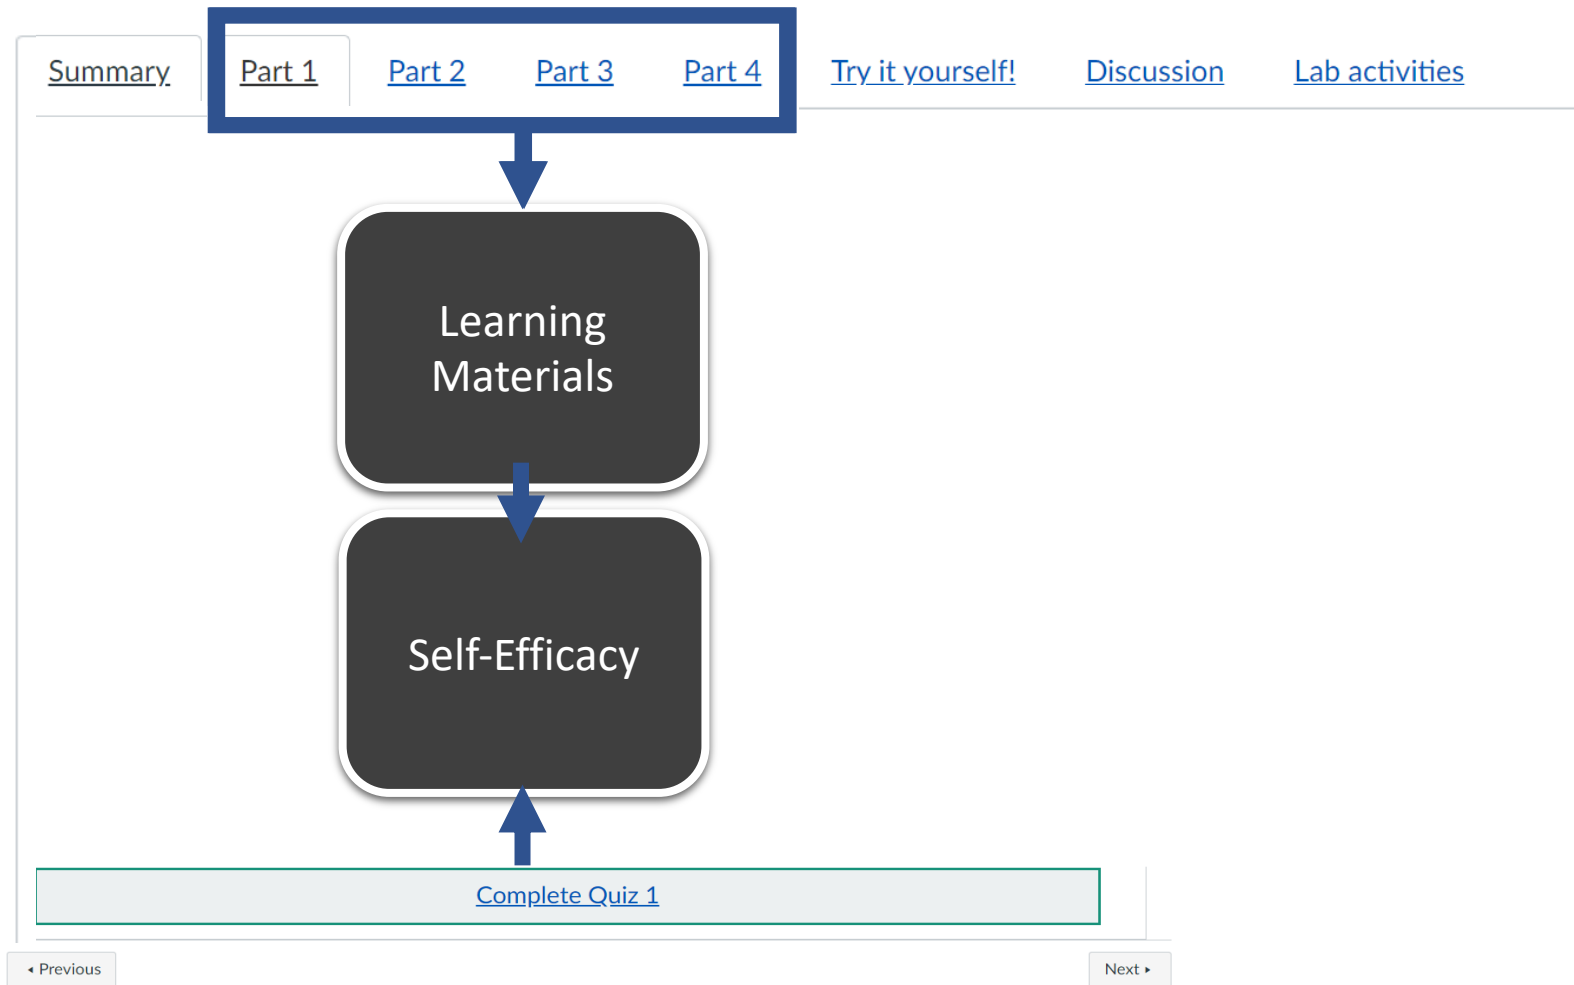 Summary Part 1 Part 2 Part 3 Part 4 Try it yourself! Discussion Lab activities
Learning
Materials
Self-Efficacy
Complete Quiz 1
Previous Next